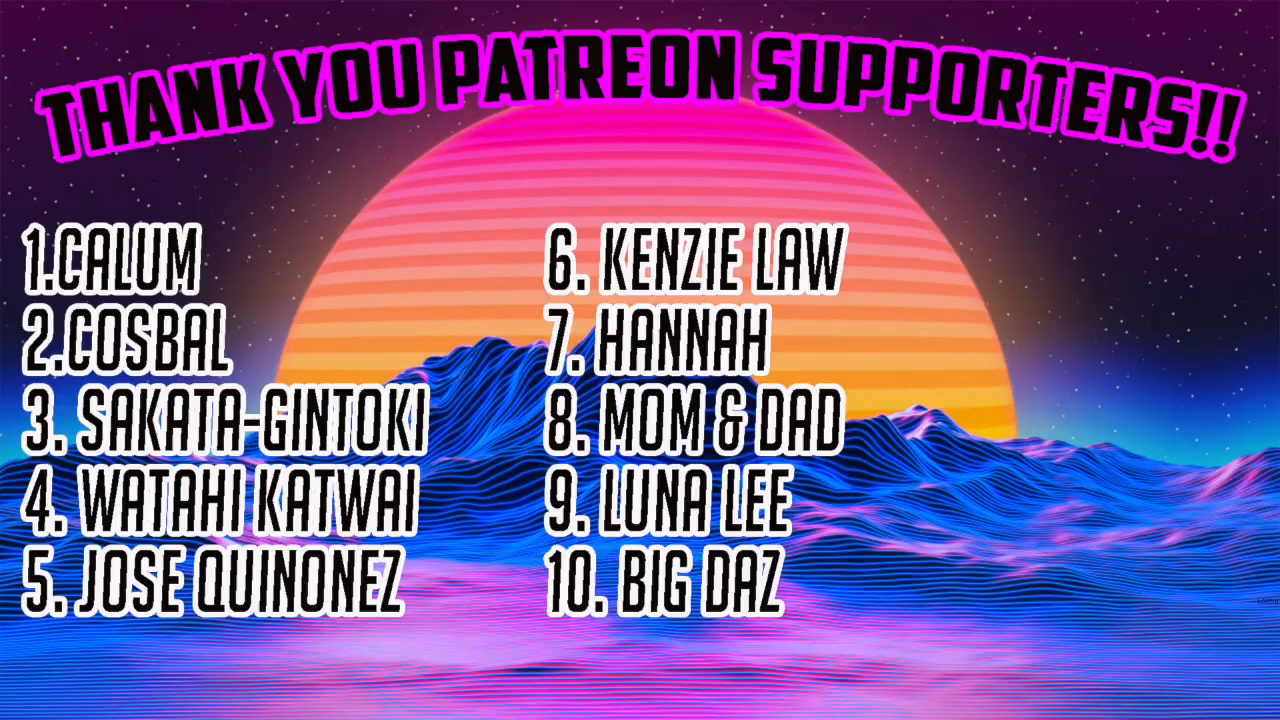 THANK YOU PATREON SUPPORTERS!!
1.CALUM
2.COSBAL
3. SAKATA-GINTOKI
4. WATAHI KATWAI
5. JOSE QUINONEZ
6. KENZIE LAW
7. HANNAH
8. MOM & DAD
9. LUNA LEE
10. BIG DAZ